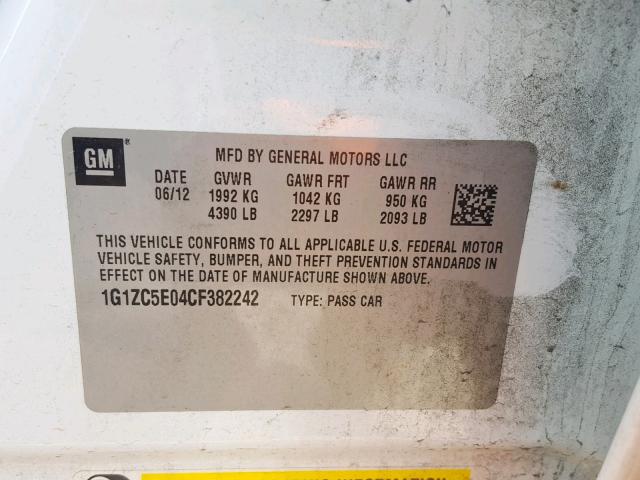 GM
MFD BY GENERAL MOTORS LLC
DATE GVWR GAWR FRT GAWR RR
06/12 1992 KG 1042 KG 950 KG
4390 LB 2297 LB 2093 LB
THIS VEHICLE CONFORMS TO ALL APPLICABLE U.S. FEDERAL MOTOR
VEHICLE SAFETY, BUMPER, AND THEFT PREVENTION STANDARDS IN
EFFECT ON THE DATE OF MANUFACTURE SHOWN ABOVE.
1G1ZC5E04CF382242 TYPE: PASS CAR
INFORMATION